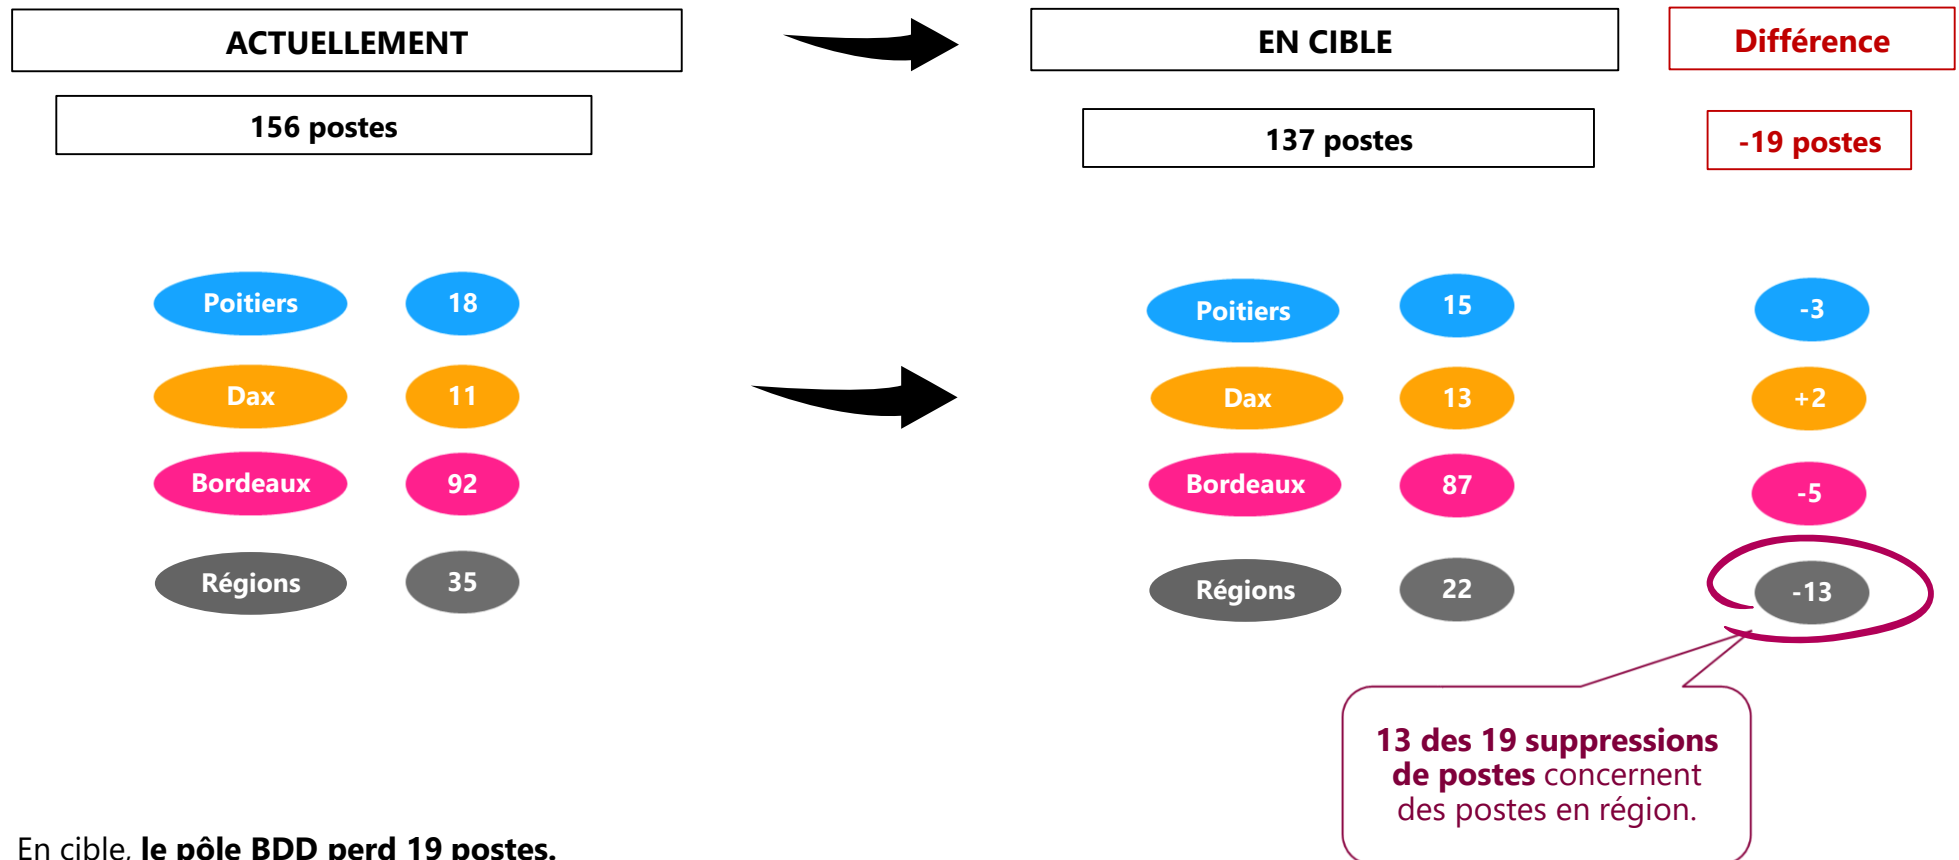 ACTUELLEMENT
EN CIBLE
Différence
156 postes
137 postes
-19 postes
Poitiers 18
Poitiers 15 -3
Dax 11
Dax 13 +2
Bordeaux 92
Bordeaux 87 -5
Régions 35
Régions 22 -13
13 des 19 suppressions
de postes concernent
des postes en région.
En cible, le pôle BDD perd 19 postes.